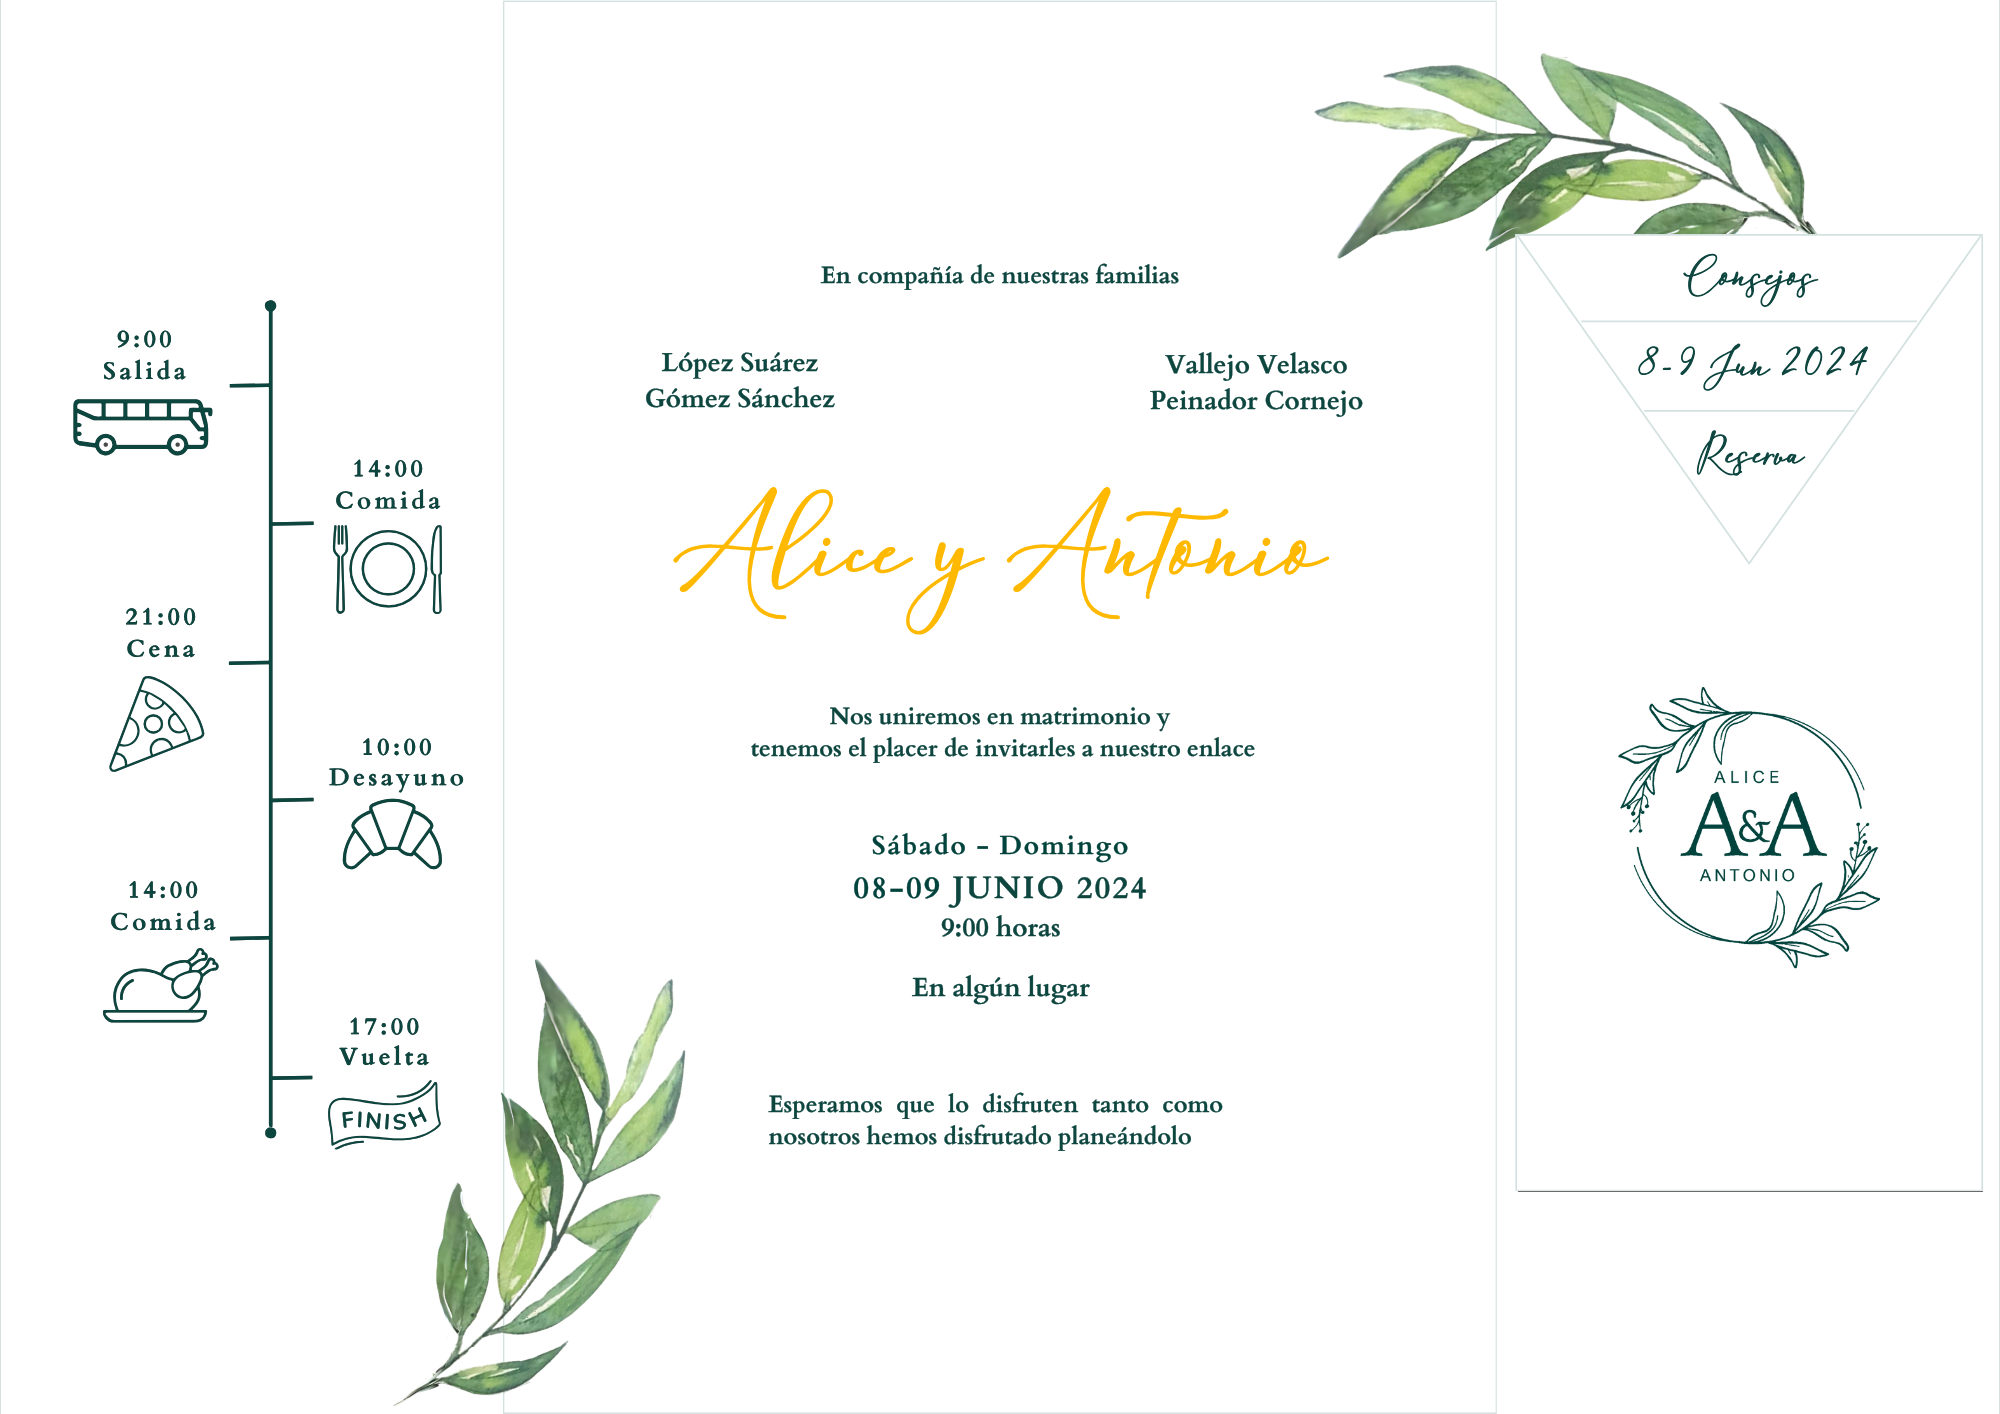 9:00
Salida
14:00
Comida
21:00
Cena
10:00
Desayuno
14:00
Comida
17:00
Vuelta
FINISH
En compañía de nuestras familias
López Suárez
Gómez Sánchez
Vallejo Velasco
Peinador Cornejo
Alice y Antonio
Nos uniremos en matrimonio y
tenemos el placer de invitarles a nuestro enlace
Sábado - Domingo
08-09 JUNIO 2024
9:00 horas
En algún lugar
Esperamos que lo disfruten tanto como
nosotros hemos disfrutado planeándolo
Consejos
8-9 Jun 2024
Reserva
ALICE
A&A
ANTONIO